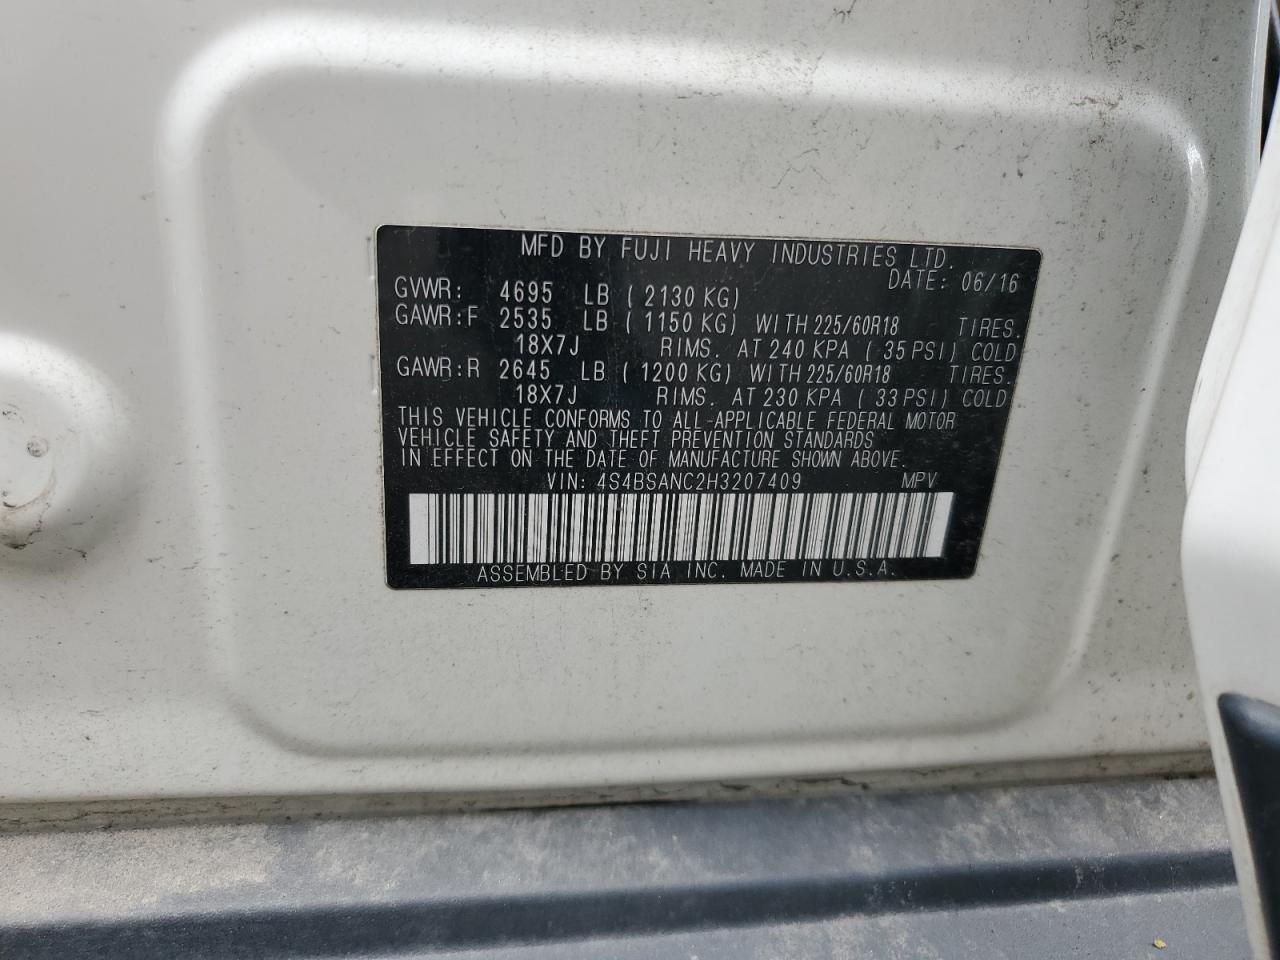 MFD BY FUJI HEAVY INDUSTRIES LTD.
DATE: 06/16
GVWR: 4695 LB ( 2130 KG)
GAWR:F 2535 LB ( 1150 KG) WITH 225/60R18 TIRES.
18X7J RIMS. AT 240 KPA ( 35 PSI) COLD
GAWR:R 2645 LB ( 1200 KG) WITH 225/60R18 TIRES.
18X7J RIMS. AT 230 KPA ( 33 PSI) COLD
THIS VEHICLE CONFORMS TO ALL-APPLICABLE FEDERAL MOTOR
VEHICLE SAFETY AND THEFT PREVENTION STANDARDS
IN EFFECT ON THE DATE OF MANUFACTURE SHOWN ABOVE.
VIN: 4S4BSANC2H3207409 MPV
ASSEMBLED BY SIA INC. MADE IN U.S.A.